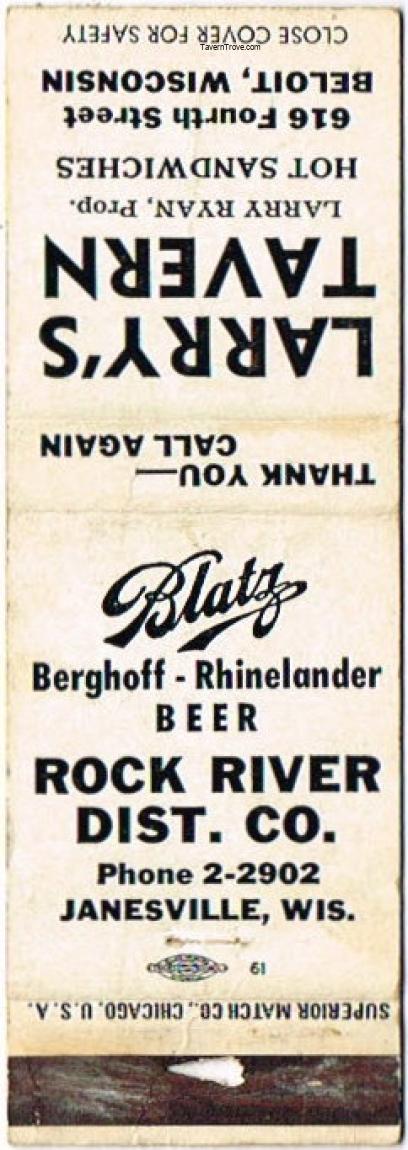 TavernTrove.com
THANK YOU—
CALL AGAIN
LARRY'S
TAVERN
LARRY RYAN, Prop.
HOT SANDWICHES
616 Fourth Street
BELOIT, WISCONSIN
CLOSE COVER FOR SAFETY
Blatz
Berghoff - Rhinelander
BEER
ROCK RIVER
DIST. CO.
Phone 2-2902
JANESVILLE, WIS.
61
SUPERIOR MATCH CO., CHICAGO, U.S.A.